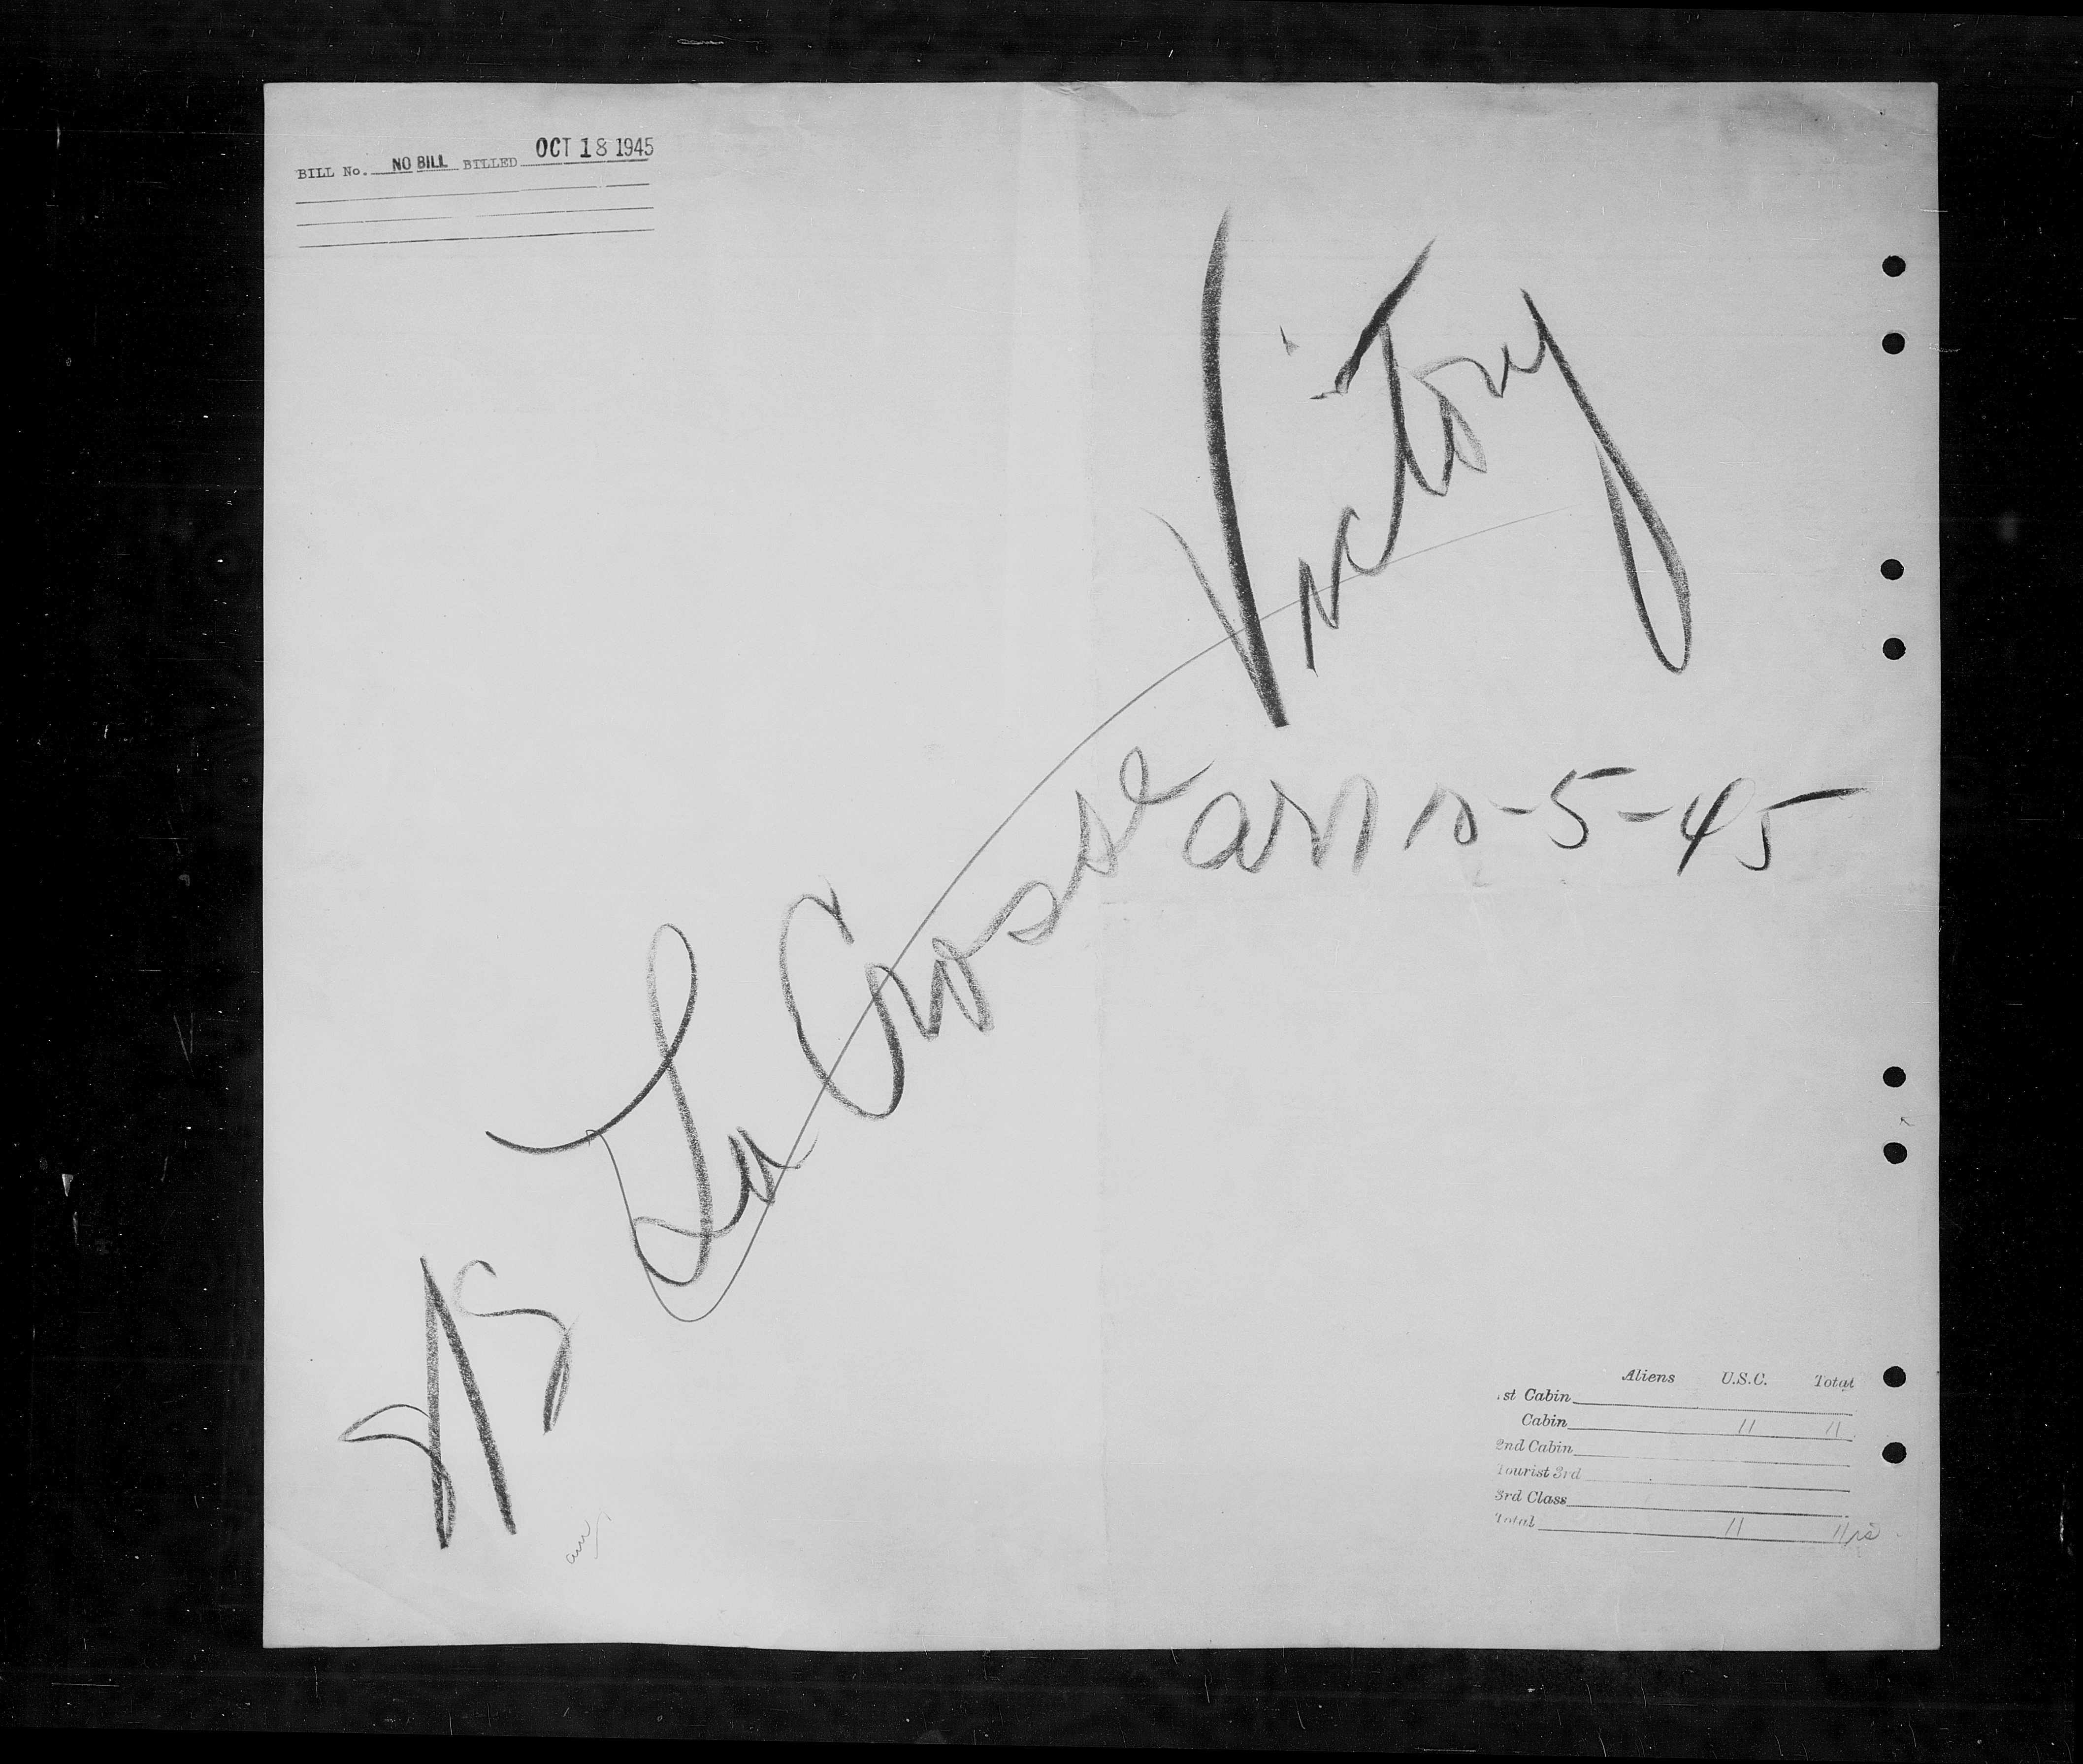 BILL No. NO BILL BILLED OCT 18 1945
S/S La Crosse Victory
arr 10-5-45
Aliens U.S.C. Total
1st Cabin
Cabin 11 11
2nd Cabin
Tourist 3rd
3rd Class
Total 11 11